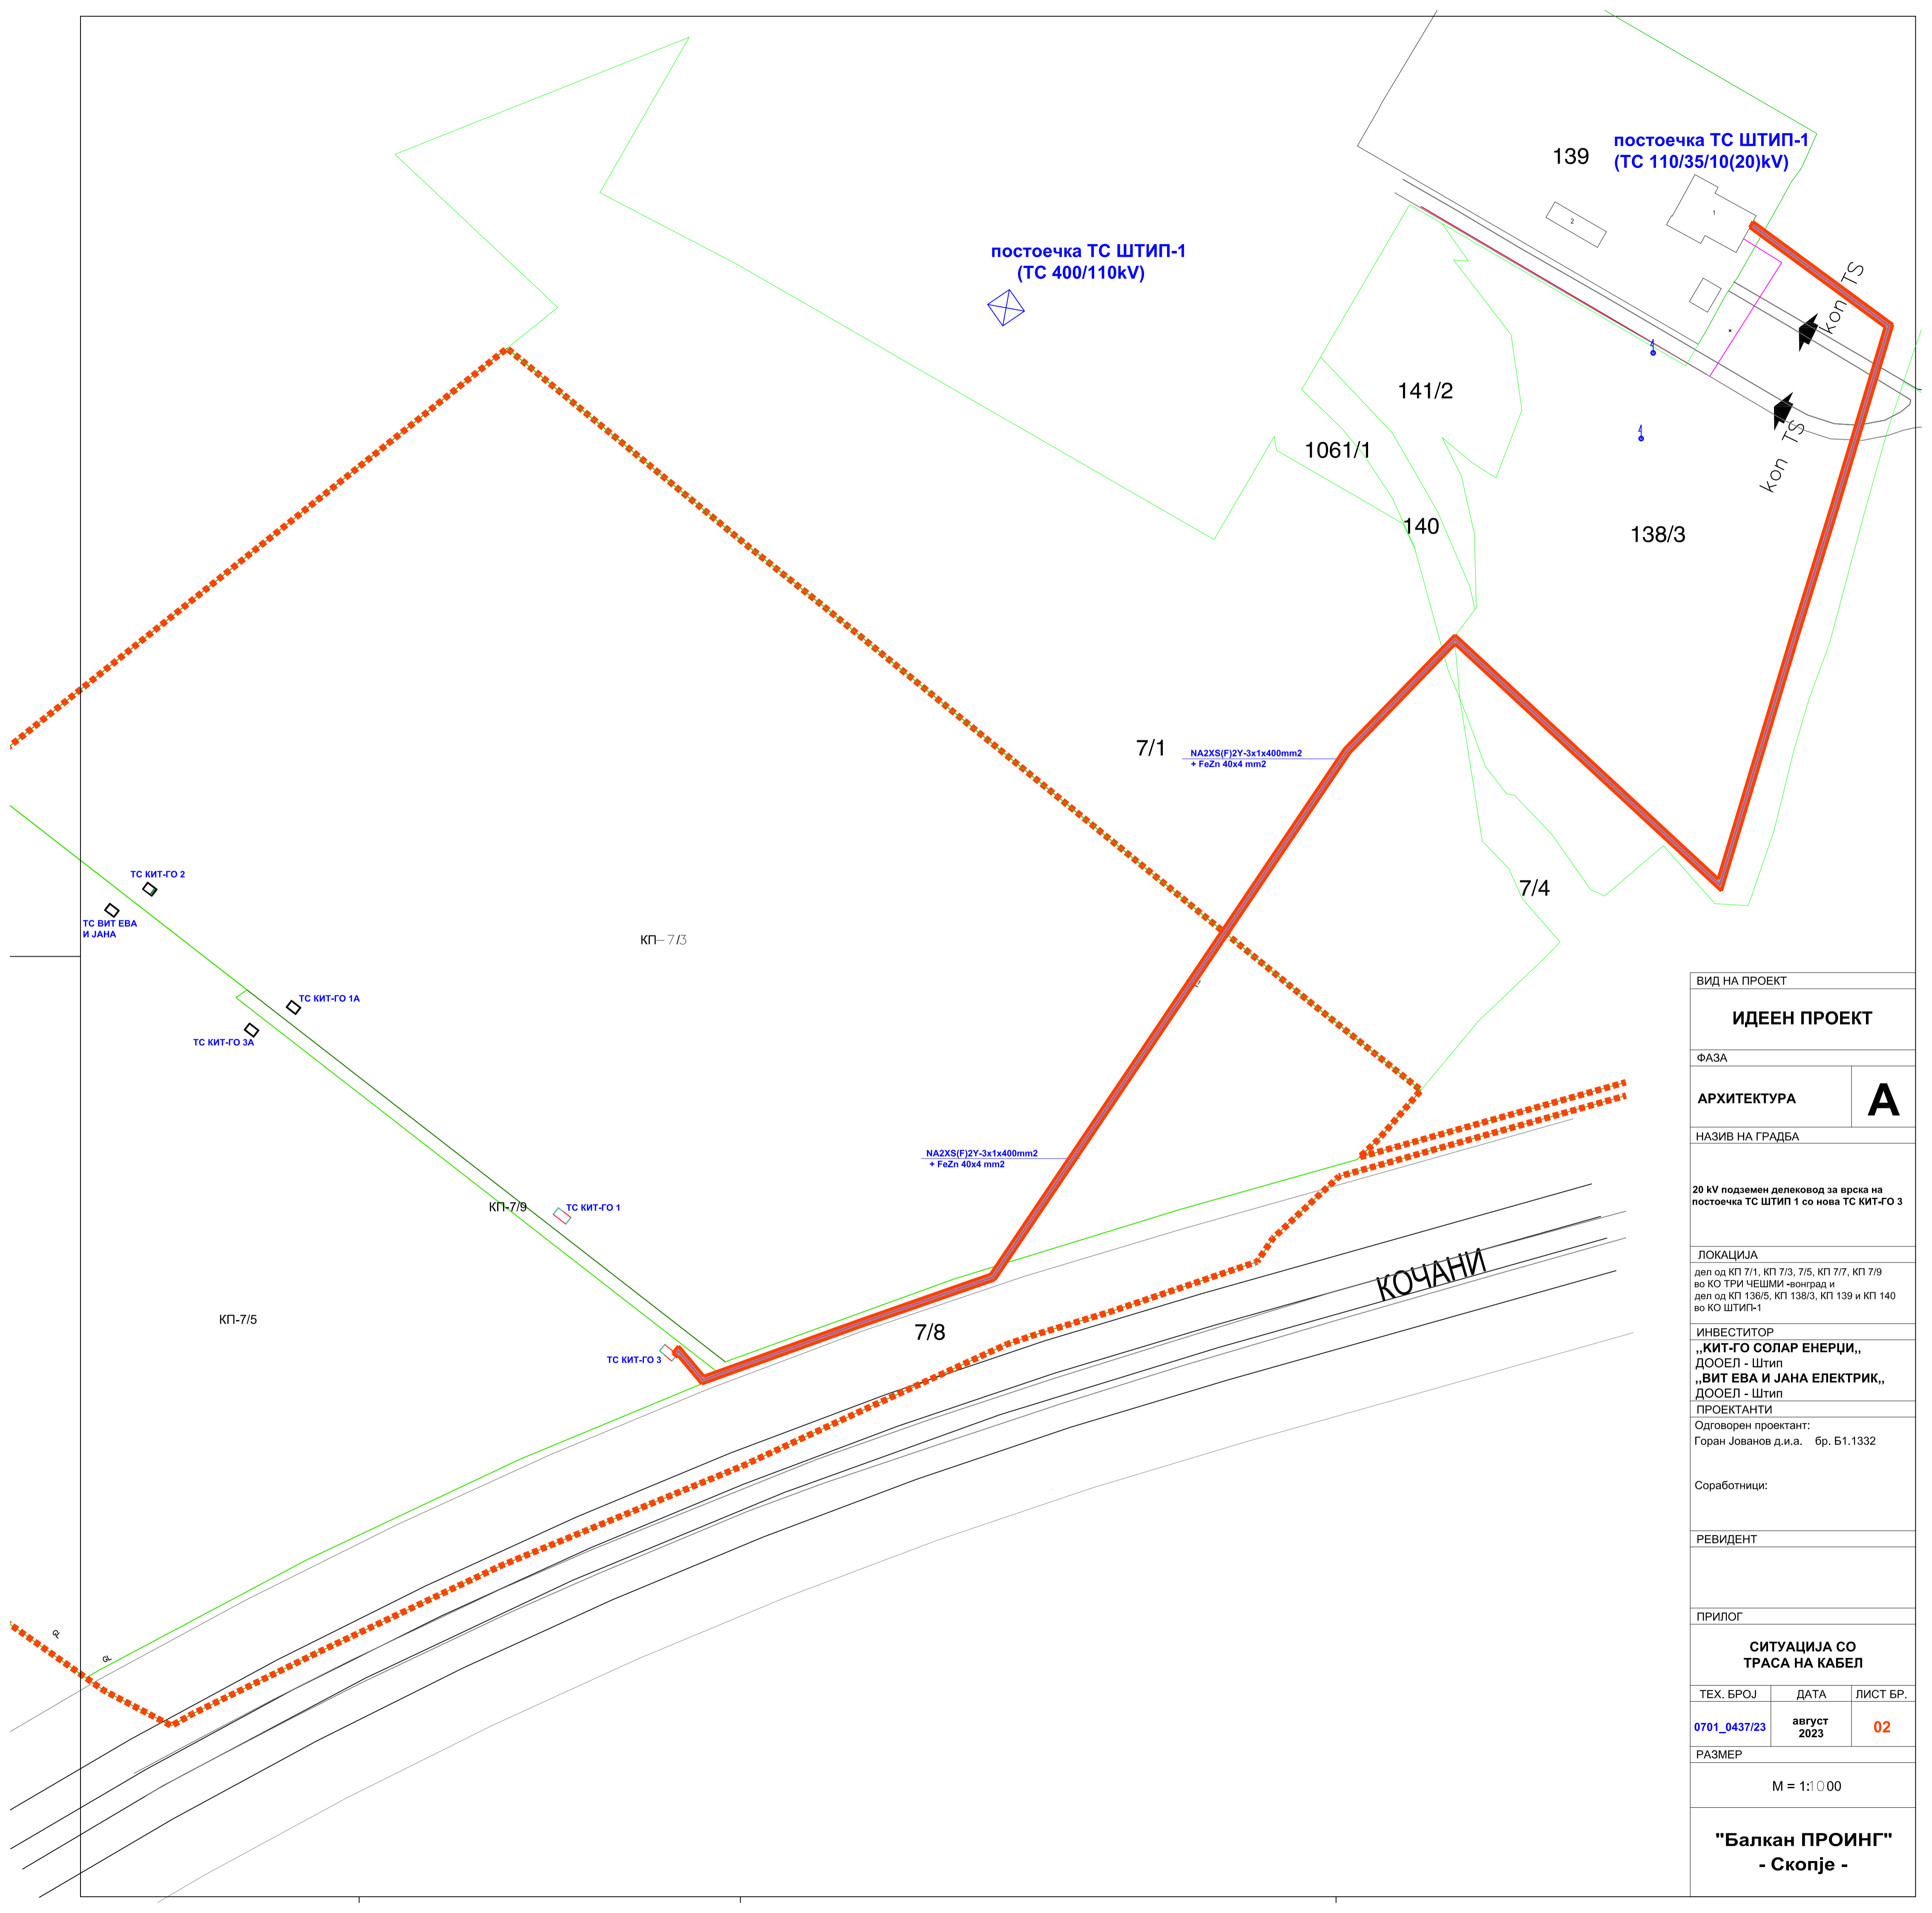 139
постоечка ТС ШТИП-1
(ТС 110/35/10(20)kV)
1
2
постоечка ТС ШТИП-1
(ТС 400/110kV)
kon TS
4
141/2
4
kon TS
1061/1
140
138/3
7/1
NA2XS(F)2Y-3x1x400mm2
+ FeZn 40x4 mm2
ТС КИТ-ГО 2
7/4
ТС ВИТ ЕВА
И ЈАНА
КП-7/3
ТС КИТ-ГО 1А
ТС КИТ-ГО 3А
NA2XS(F)2Y-3x1x400mm2
+ FeZn 40x4 mm2
КП-7/9
ТС КИТ-ГО 1
КОЧАНИ
КП-7/5
7/8
ТС КИТ-ГО 3
ВИД НА ПРОЕКТ
ИДЕЕН ПРОЕКТ
ФАЗА
АРХИТЕКТУРА
А
НАЗИВ НА ГРАДБА
20 kV подземен делековод за врска на
постоечка ТС ШТИП 1 со нова ТС КИТ-ГО 3
ЛОКАЦИЈА
дел од КП 7/1, КП 7/3, 7/5, КП 7/7, КП 7/9
во КО ТРИ ЧЕШМИ -вонград и
дел од КП 136/5, КП 138/3, КП 139 и КП 140
во КО ШТИП-1
ИНВЕСТИТОР
,,КИТ-ГО СОЛАР ЕНЕРЏИ,,
ДООЕЛ - Штип
,,ВИТ ЕВА И ЈАНА ЕЛЕКТРИК,,
ДООЕЛ - Штип
ПРОЕКТАНТИ
Одговорен проектант:
Горан Јованов д.и.а. бр. Б1.1332
Соработници:
РЕВИДЕНТ
ПРИЛОГ
СИТУАЦИЈА СО
ТРАСА НА КАБЕЛ
ТЕХ. БРОЈ ДАТА ЛИСТ БР.
0701_0437/23 август 2023 02
РАЗМЕР
М = 1:1000
"Балкан ПРОИНГ"
- Скопје -